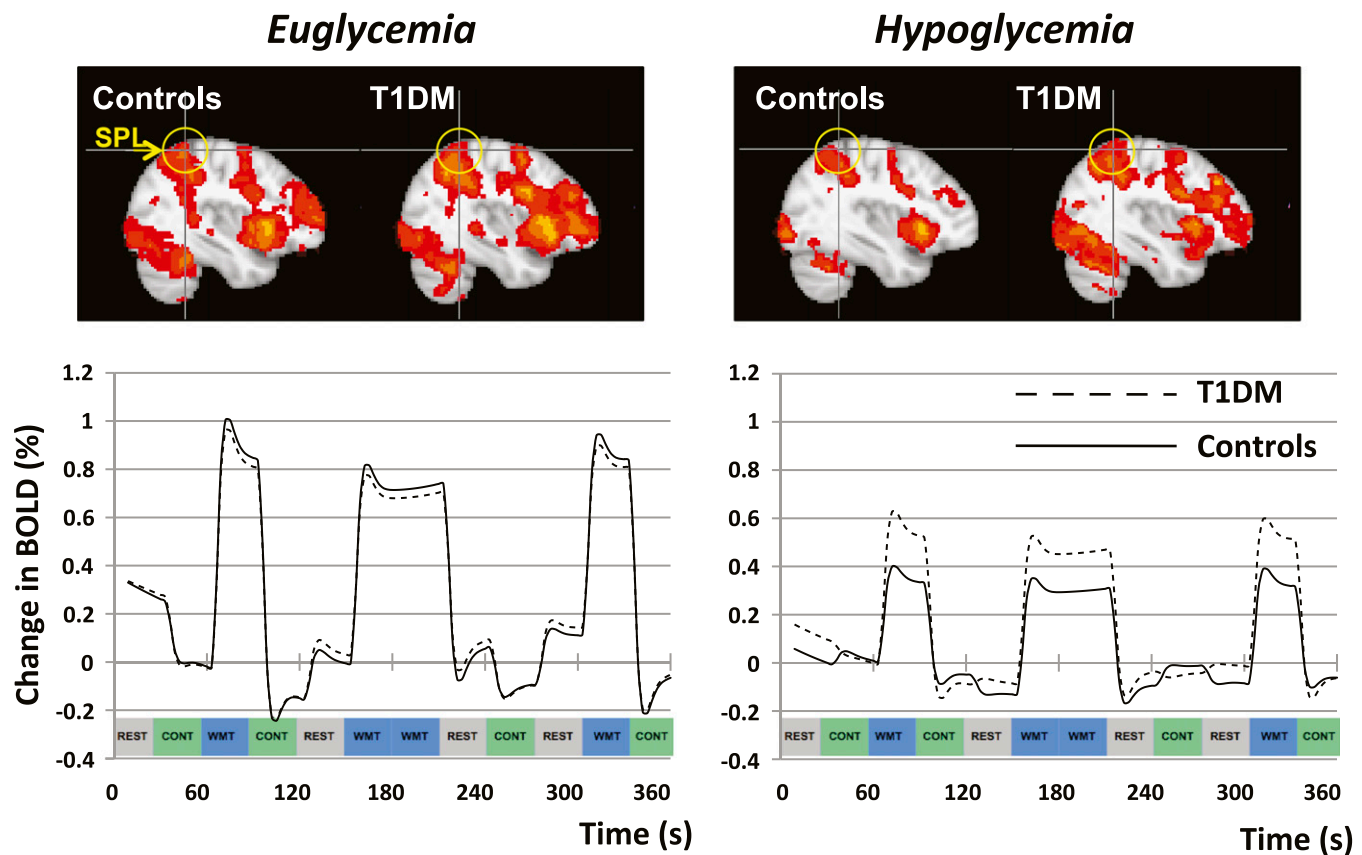 Euglycemia
Hypoglycemia
Controls
T1DM
SPL
Controls
T1DM
Change in BOLD (%)
1.2
1
0.8
0.6
0.4
0.2
0
-0.2
-0.4
REST CONT WMT CONT REST WMT WMT REST CONT REST WMT CONT
0 60 120 180 240 300 360
Time (s)
1.2
1
0.8
0.6
0.4
0.2
0
-0.2
-0.4
T1DM
Controls
REST CONT WMT CONT REST WMT WMT REST CONT REST WMT CONT
0 60 120 180 240 300 360
Time (s)